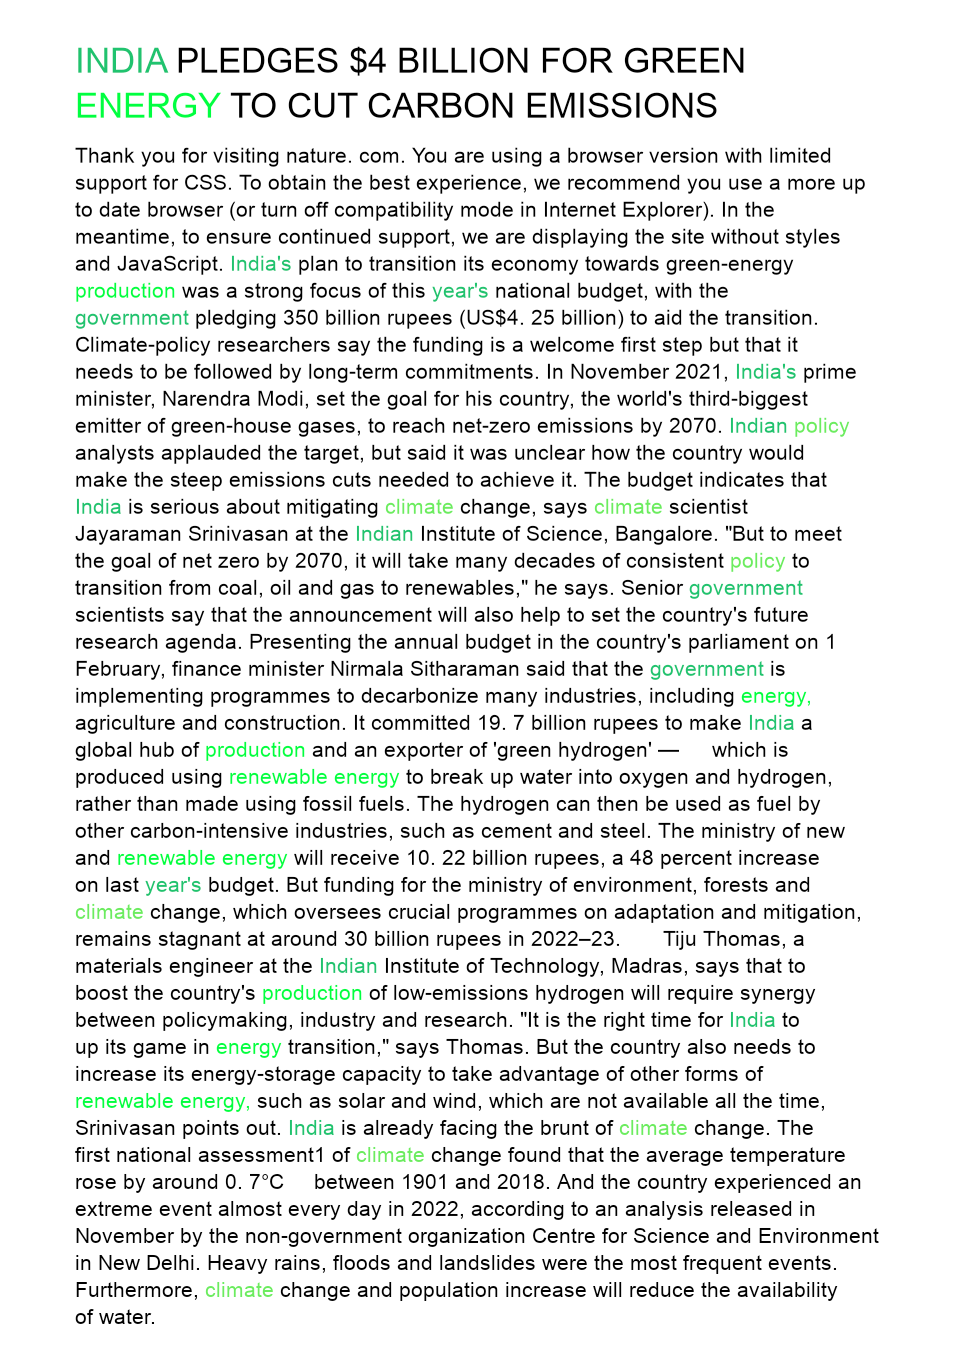 INDIA PLEDGES $4 BILLION FOR GREEN
ENERGY TO CUT CARBON EMISSIONS
Thank you for visiting nature. com. You are using a browser version with limited
support for CSS. To obtain the best experience, we recommend you use a more up
to date browser (or turn off compatibility mode in Internet Explorer). In the
meantime, to ensure continued support, we are displaying the site without styles
and JavaScript. India's plan to transition its economy towards green-energy
production was a strong focus of this year's national budget, with the
government pledging 350 billion rupees (US$4. 25 billion) to aid the transition.
Climate-policy researchers say the funding is a welcome first step but that it
needs to be followed by long-term commitments. In November 2021, India's prime
minister, Narendra Modi, set the goal for his country, the world's third-biggest
emitter of green-house gases, to reach net-zero emissions by 2070. Indian policy
analysts applauded the target, but said it was unclear how the country would
make the steep emissions cuts needed to achieve it. The budget indicates that
India is serious about mitigating climate change, says climate scientist
Jayaraman Srinivasan at the Indian Institute of Science, Bangalore. "But to meet
the goal of net zero by 2070, it will take many decades of consistent policy to
transition from coal, oil and gas to renewables," he says. Senior government
scientists say that the announcement will also help to set the country's future
research agenda. Presenting the annual budget in the country's parliament on 1
February, finance minister Nirmala Sitharaman said that the government is
implementing programmes to decarbonize many industries, including energy,
agriculture and construction. It committed 19. 7 billion rupees to make India a
global hub of production and an exporter of 'green hydrogen' — which is
produced using renewable energy to break up water into oxygen and hydrogen,
rather than made using fossil fuels. The hydrogen can then be used as fuel by
other carbon-intensive industries, such as cement and steel. The ministry of new
and renewable energy will receive 10. 22 billion rupees, a 48 percent increase
on last year's budget. But funding for the ministry of environment, forests and
climate change, which oversees crucial programmes on adaptation and mitigation,
remains stagnant at around 30 billion rupees in 2022–23. Tiju Thomas, a
materials engineer at the Indian Institute of Technology, Madras, says that to
boost the country's production of low-emissions hydrogen will require synergy
between policymaking, industry and research. "It is the right time for India to
up its game in energy transition," says Thomas. But the country also needs to
increase its energy-storage capacity to take advantage of other forms of
renewable energy, such as solar and wind, which are not available all the time,
Srinivasan points out. India is already facing the brunt of climate change. The
first national assessment1 of climate change found that the average temperature
rose by around 0. 7°C between 1901 and 2018. And the country experienced an
extreme event almost every day in 2022, according to an analysis released in
November by the non-government organization Centre for Science and Environment
in New Delhi. Heavy rains, floods and landslides were the most frequent events.
Furthermore, climate change and population increase will reduce the availability
of water.